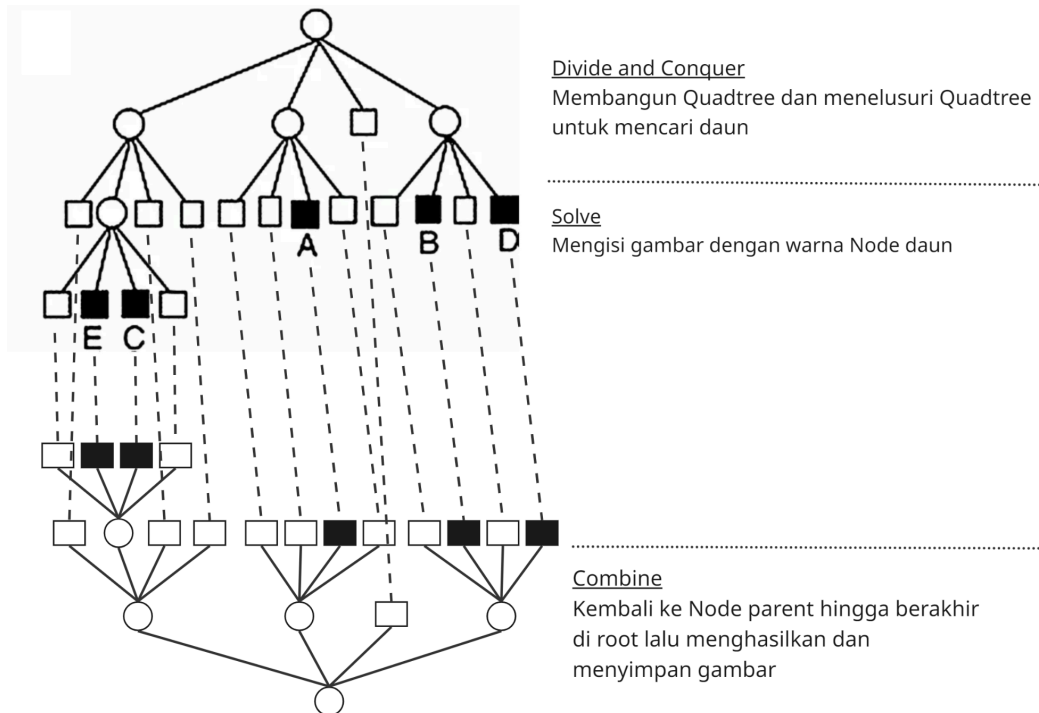 Divide and Conquer
Membangun Quadtree dan menelusuri Quadtree
untuk mencari daun
Solve
Mengisi gambar dengan warna Node daun
A
B
D
E
C
Combine
Kembali ke Node parent hingga berakhir
di root lalu menghasilkan dan
menyimpan gambar